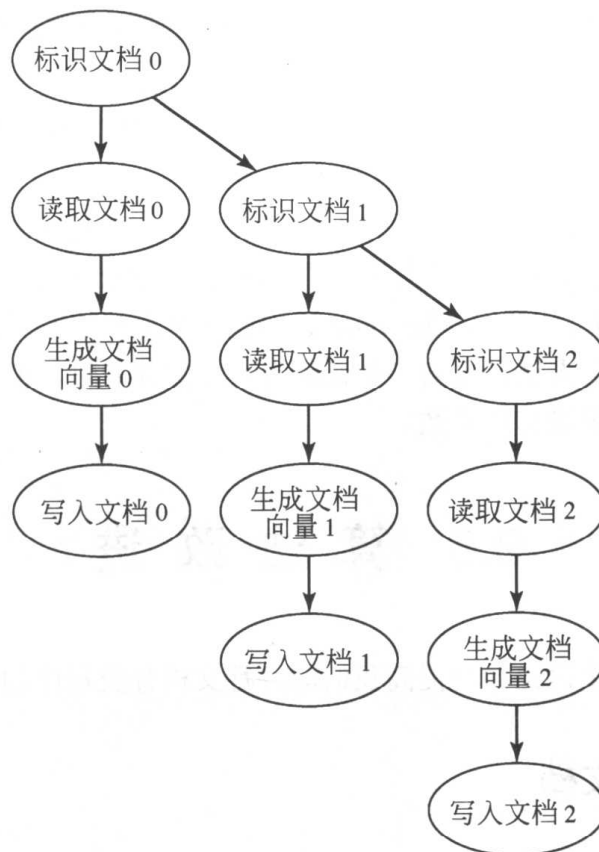 标识文档 0
读取文档 0
标识文档 1
生成文档
向量 0
读取文档 1
标识文档 2
写入文档 0
生成文档
向量 1
读取文档 2
写入文档 1
生成文档
向量 2
写入文档 2